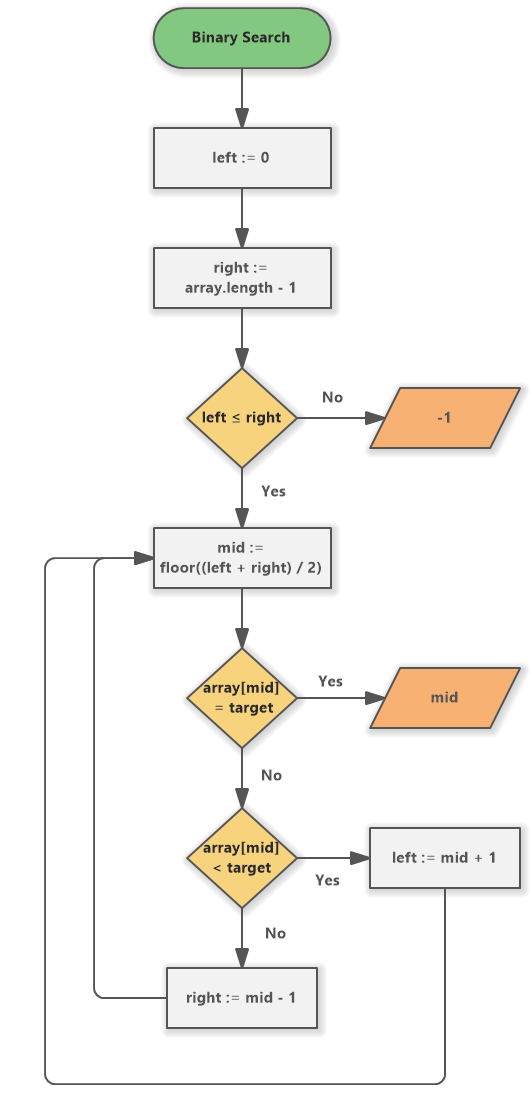 Binary Search
left := 0
right :=
array.length - 1
left ≤ right
No
-1
Yes
mid :=
floor((left + right) / 2)
array[mid]
= target
Yes
mid
No
array[mid]
< target
Yes
left := mid + 1
No
right := mid - 1